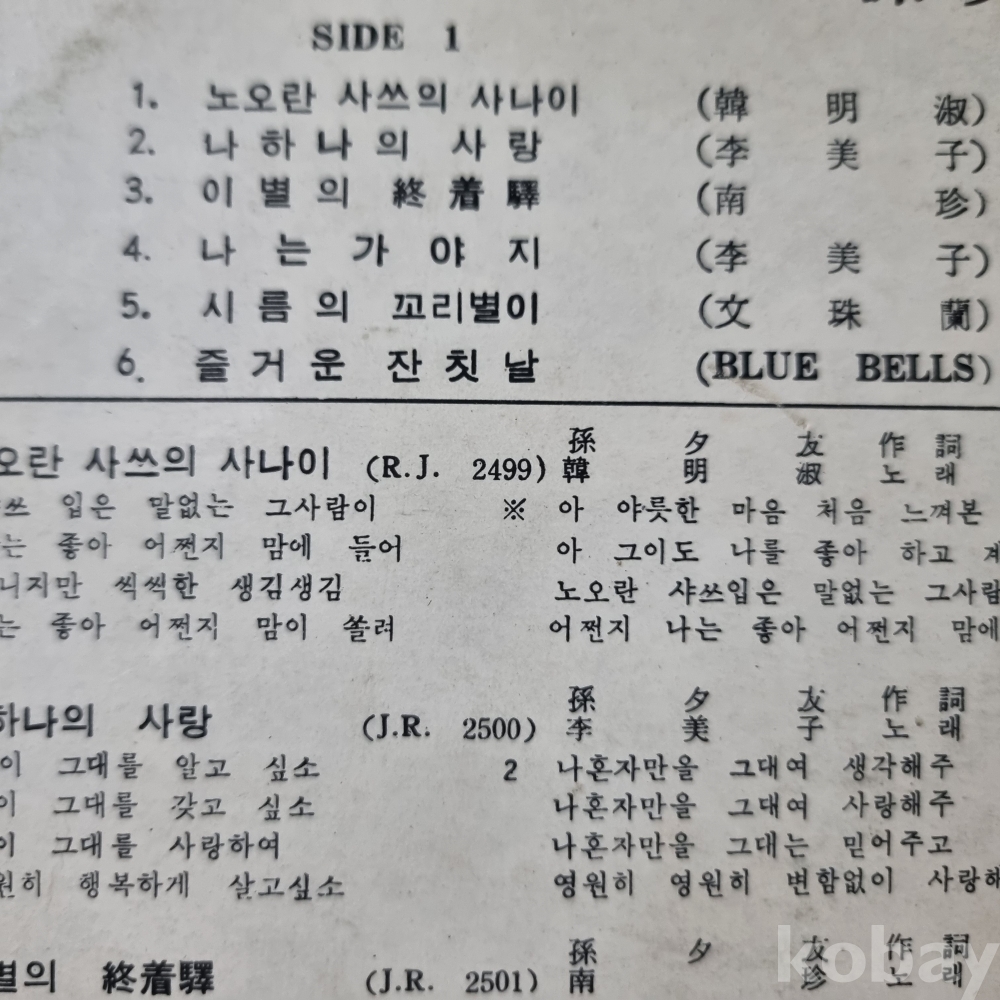 SIDE 1
1. 노오란 사쓰의 사나이 (韓明淑)
2. 나하나의 사랑 (李美子)
3. 이별의 終着驛 (南珍)
4. 나는 가야지 (李美子)
5. 시름의 꼬리별이 (文珠蘭)
6. 즐거운 잔칫날 (BLUE BELLS)
孫夕友作詞
오란 사쓰의 사나이 (R.J. 2499) 韓明淑노래
쓰 입은 말없는 그사람이 ※ 아 야릇한 마음 처음 느껴본
는 좋아 어쩐지 맘에 들어 아 그이도 나를 좋아 하고 계
니지만 씩씩한 생김생김 노오란 샤쓰입은 말없는 그사람
는 좋아 어쩐지 맘이 쏠려 어쩐지 나는 좋아 어쩐지 맘에
孫夕友作詞
하나의 사랑 (J.R. 2500) 李美子노래
이 그대를 알고 싶소 2 나혼자만을 그대여 생각해주
이 그대를 갖고 싶소 나혼자만을 그대여 사랑해주
이 그대를 사랑하여 나혼자만을 그대는 믿어주고
원히 행복하게 살고싶소 영원히 영원히 변함없이 사랑해
孫夕友作詞
별의 終着驛 (J.R. 2501) 南珍노래
kobay